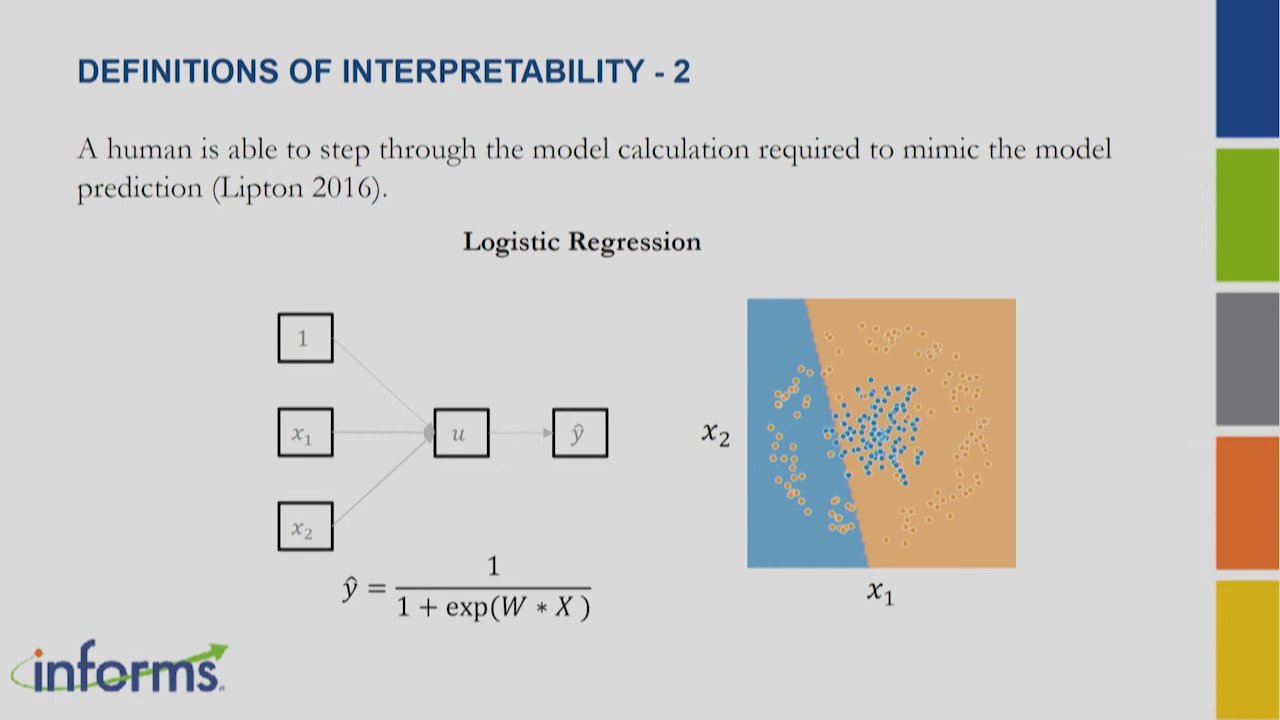 DEFINITIONS OF INTERPRETABILITY - 2
A human is able to step through the model calculation required to mimic the model
prediction (Lipton 2016).
Logistic Regression
1
x₁
u
ŷ
x₂
x₂
x₁
ŷ = 1 / (1 + exp(W ∗ X ))
informs